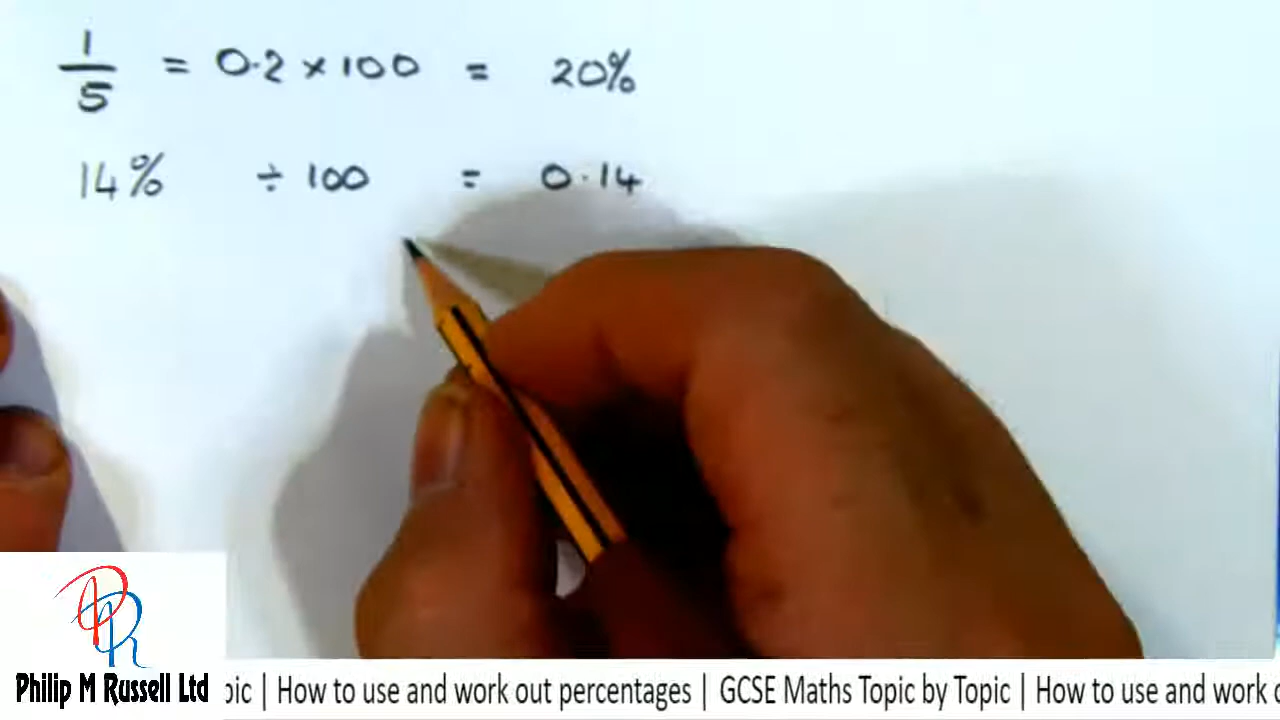 1/5 = 0.2 × 100 = 20%
14% ÷ 100 = 0.14
PR
Philip M Russell Ltd
pic | How to use and work out percentages | GCSE Maths Topic by Topic | How to use and work